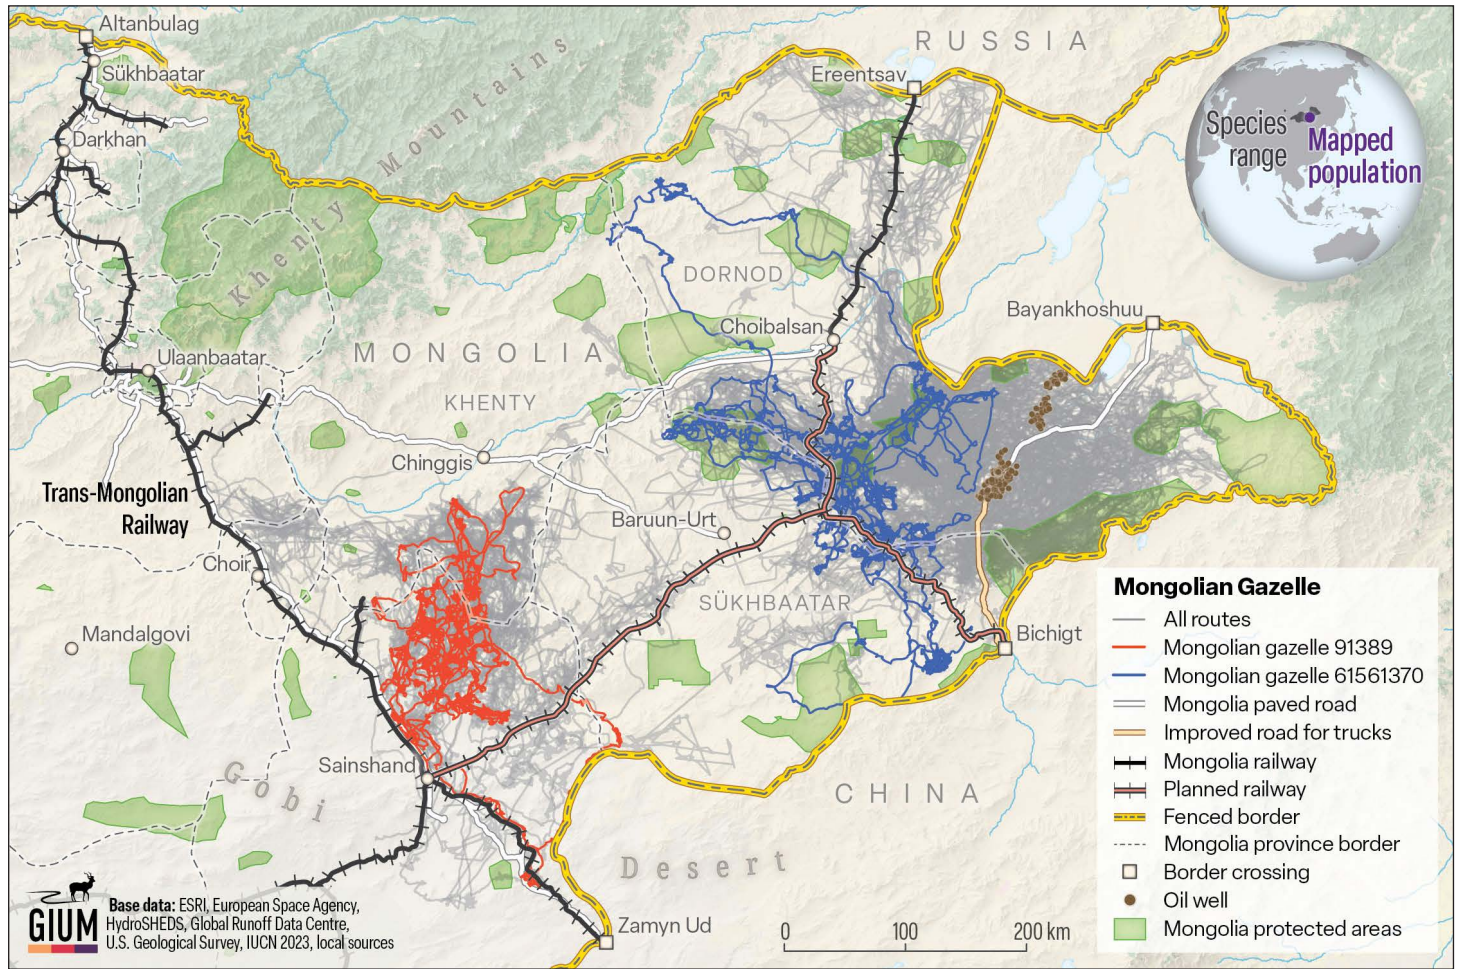 Altanbulag
Sükhbaatar
Darkhan
Khenty Mountains
RUSSIA
Ereentsav
Species
range
Mapped
population
DORNOD
Bayankhoshuu
Choibalsan
Ulaanbaatar
MONGOLIA
KHENTY
Chinggis
Trans-Mongolian
Railway
Baruun-Urt
Choir
SÜKHBAATAR
Mandalgovi
Bichigt
Sainshand
Gobi
Desert
CHINA
Zamyn Ud
Mongolian Gazelle
All routes
Mongolian gazelle 91389
Mongolian gazelle 61561370
Mongolia paved road
Improved road for trucks
Mongolia railway
Planned railway
Fenced border
Mongolia province border
Border crossing
Oil well
Mongolia protected areas
0 100 200 km
GIUM
Base data: ESRI, European Space Agency,
HydroSHEDS, Global Runoff Data Centre,
U.S. Geological Survey, IUCN 2023, local sources